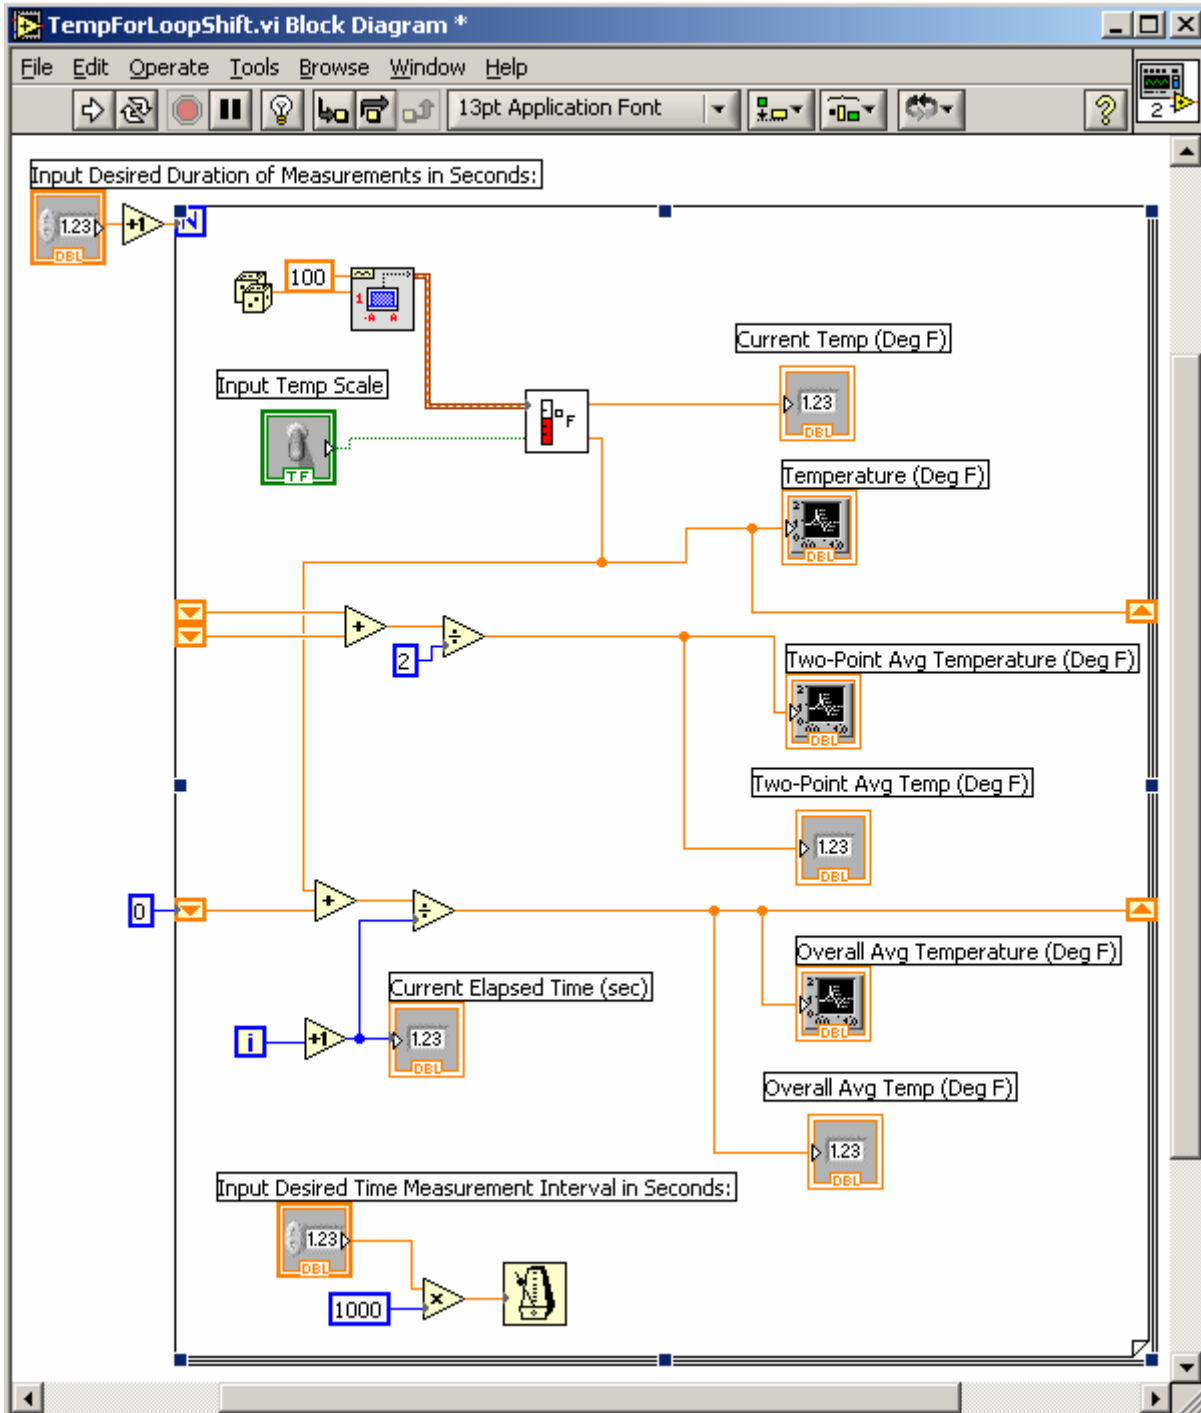 TempForLoopShift.vi Block Diagram *
File Edit Operate Tools Browse Window Help
13pt Application Font
?
2
Input Desired Duration of Measurements in Seconds:
1.23
DBL
+1
N
100
1
-A A
Current Temp (Deg F)
1.23
DBL
Input Temp Scale
TF
°F
Temperature (Deg F)
DBL
+
÷
2
Two-Point Avg Temperature (Deg F)
DBL
Two-Point Avg Temp (Deg F)
1.23
DBL
0
+
÷
Overall Avg Temperature (Deg F)
DBL
Current Elapsed Time (sec)
1.23
DBL
i
+1
Overall Avg Temp (Deg F)
1.23
DBL
Input Desired Time Measurement Interval in Seconds:
1.23
DBL
1000
x